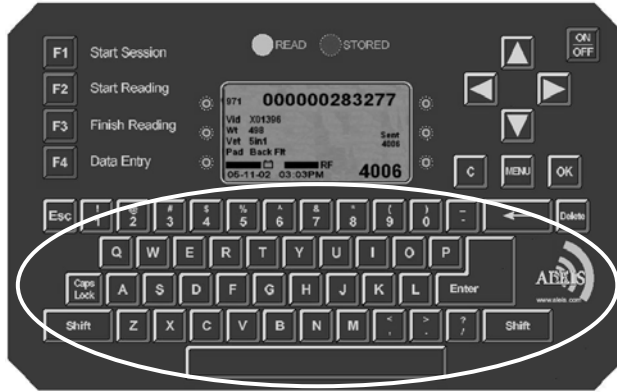 F1 Start Session
READ STORED
ON OFF
F2 Start Reading
F3 Finish Reading
F4 Data Entry
971 000000283277
Vid X01396
Wt 498
Vet 5in1
Pad Back Flt
Sent 4006
RF
05-11-02 03:03PM 4006
C MENU OK
Esc ! 1 @ 2 # 3 $ 4 % 5 ^ 6 & 7 * 8 ( 9 ) 0 _ - Delete
Q W E R T Y U I O P
Caps Lock A S D F G H J K L Enter
ALEIS
www.aleis.com
Shift Z X C V B N M < , > . ? / Shift